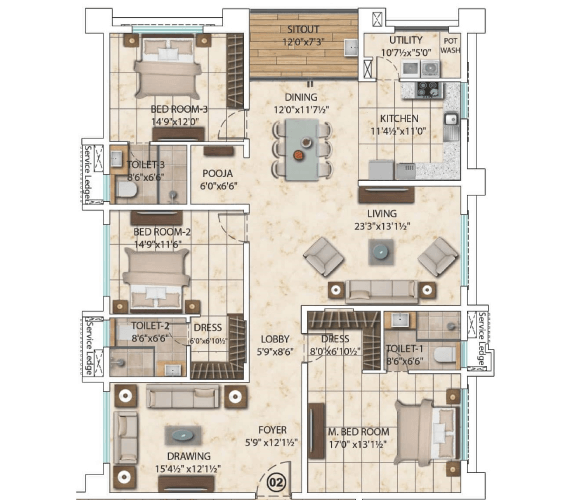 SITOUT
12'0"x7'3"
UTILITY
10'7½"x5'0"
POT
WASH
BED ROOM-3
14'9"x12'0"
DINING
12'0"x11'7½"
KITCHEN
11'4½"x11'0"
Service Ledge
TOILET-3
8'6"x6'6"
POOJA
6'0"x6'6"
LIVING
23'3"x13'1½"
BED ROOM-2
14'9"x11'6"
Service Ledge
TOILET-2
8'6"x6'6"
DRESS
6'0"x6'10½"
LOBBY
5'9"x8'6"
DRESS
8'0"x6'10½"
TOILET-1
8'6"x6'6"
Service Ledge
DRAWING
15'4½"x12'1½"
FOYER
5'9" x12'1½"
M. BED ROOM
17'0" x13'1½"
02